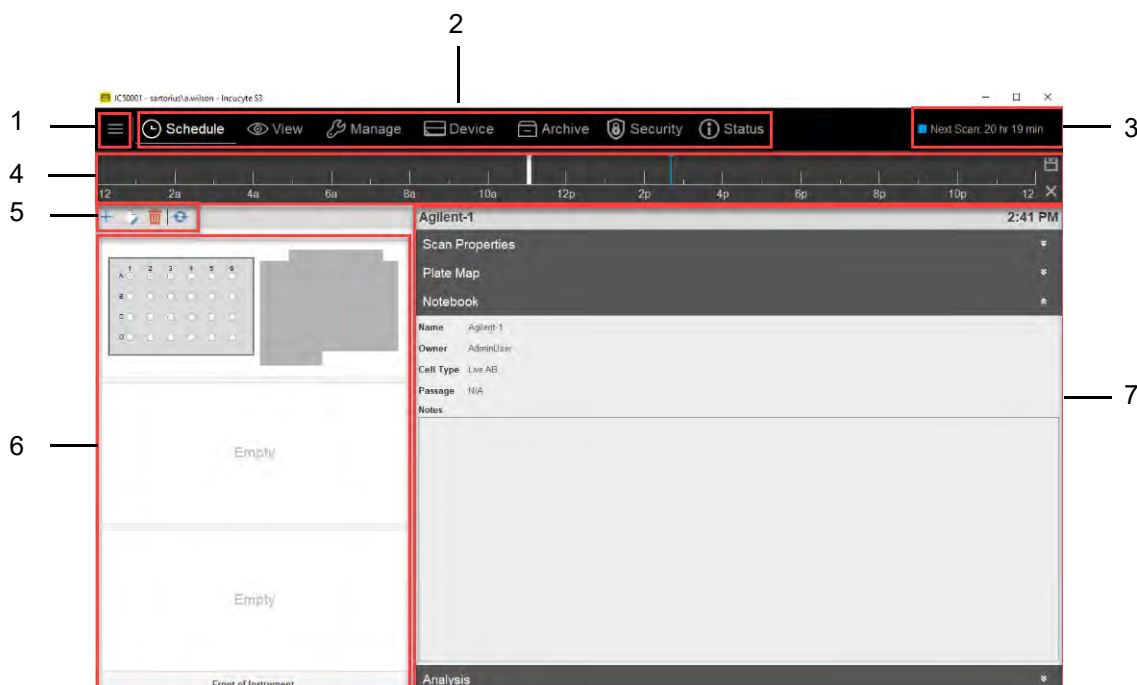 2
IC50001 - sartorius\a.wilson - Incucyte S3
1
Schedule View Manage Device Archive Security Status
Next Scan: 20 hr 19 min
3
4
12 2a 4a 6a 8a 10a 12p 2p 4p 6p 8p 10p 12
5
Agilent-1 2:41 PM
Scan Properties
1 2 3 4 5 6
A
Plate Map
B
Notebook
C
Name Agilent-1
D
Owner AdminUser
Cell Type Live AB
Passage N/A
7
Notes
6
Empty
Empty
Front of Instrument
Analysis